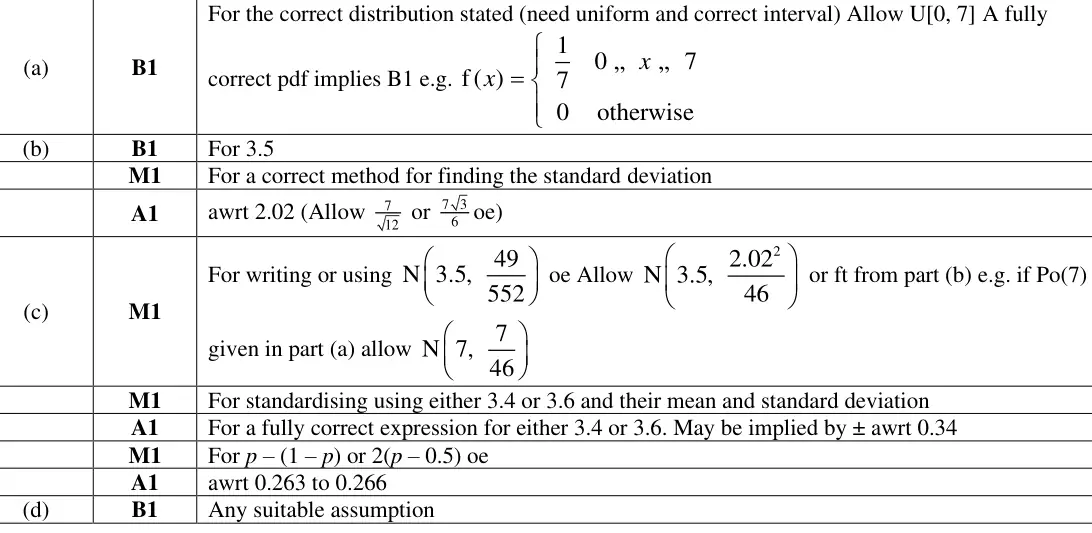 For the correct distribution stated (need uniform and correct interval) Allow U[0, 7] A fully
(a) B1 correct pdf implies B1 e.g. f(x) = { 1/7 0 ,, x ,, 7
0 otherwise
(b) B1 For 3.5
M1 For a correct method for finding the standard deviation
A1 awrt 2.02 (Allow 7/√12 or 7√3/6 oe)
(c) M1 For writing or using N(3.5, 49/552) oe Allow N(3.5, 2.02²/46) or ft from part (b) e.g. if Po(7)
given in part (a) allow N(7, 7/46)
M1 For standardising using either 3.4 or 3.6 and their mean and standard deviation
A1 For a fully correct expression for either 3.4 or 3.6. May be implied by ± awrt 0.34
M1 For p – (1 – p) or 2(p – 0.5) oe
A1 awrt 0.263 to 0.266
(d) B1 Any suitable assumption